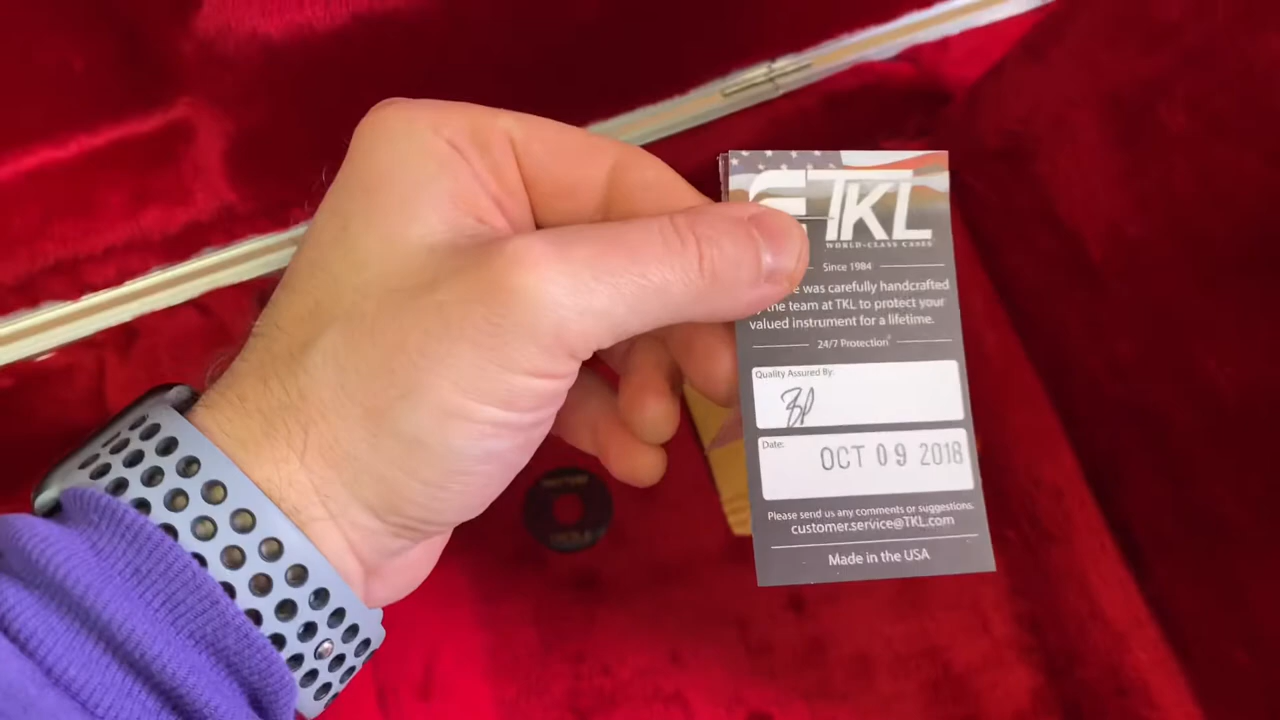 TKL
WORLD-CLASS CASES
Since 1984
was carefully handcrafted
the team at TKL to protect your
valued instrument for a lifetime.
24/7 Protection
Quality Assured By:
Date:
OCT 09 2018
Please send us any comments or suggestions.
customer.service@TKL.com
Made in the USA